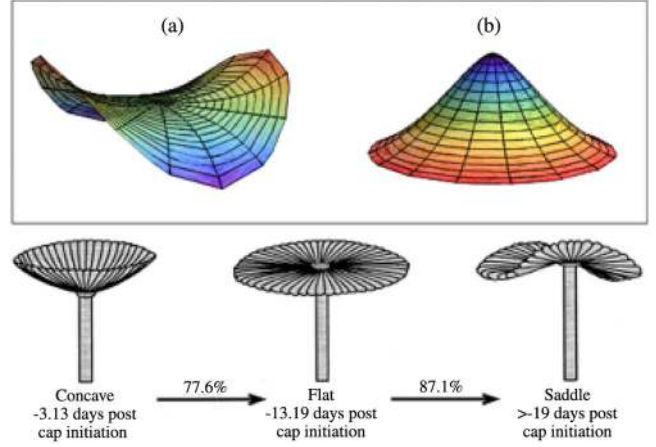 (a)
(b)
77.6%
87.1%
Concave
-3.13 days post
cap initiation
Flat
-13.19 days post
cap initiation
Saddle
>-19 days post
cap initiation